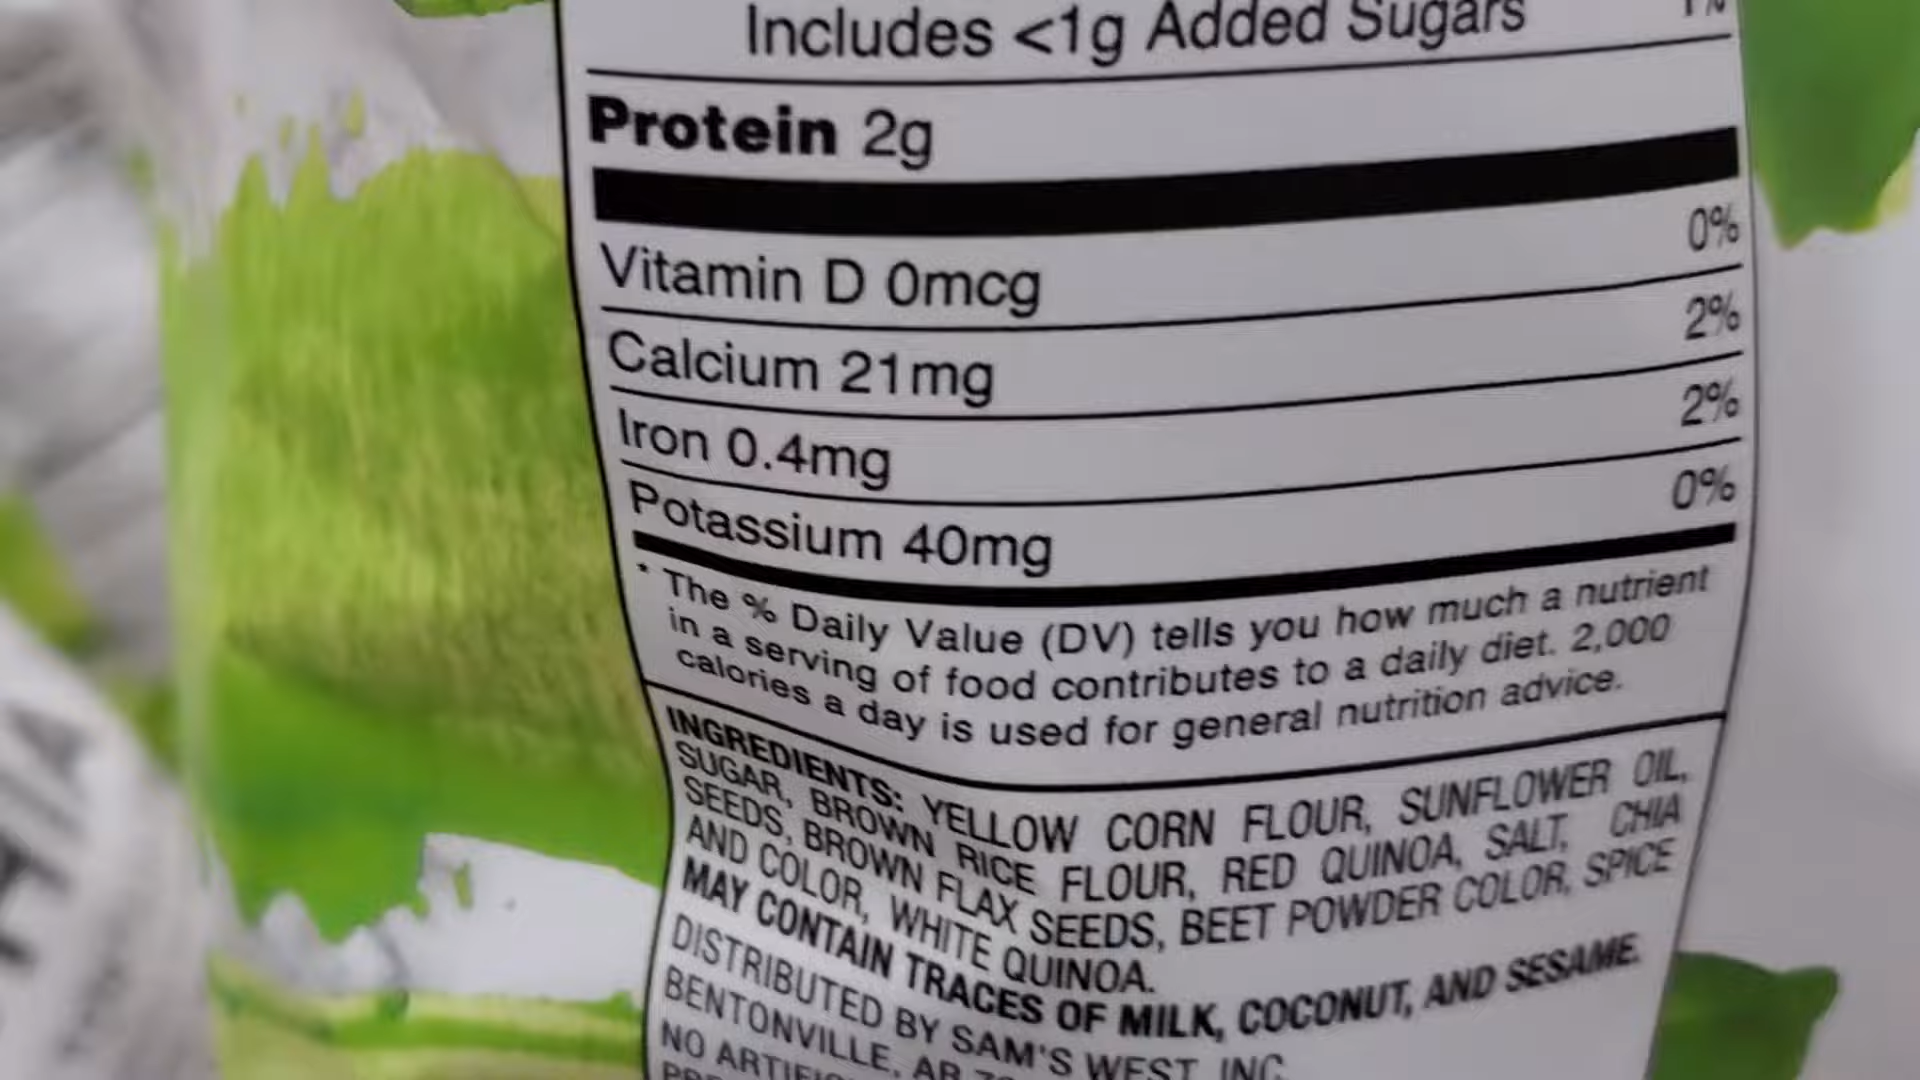 Includes <1g Added Sugars 1%
Protein 2g
Vitamin D 0mcg 0%
Calcium 21mg 2%
Iron 0.4mg 2%
Potassium 40mg 0%
* The % Daily Value (DV) tells you how much a nutrient
in a serving of food contributes to a daily diet. 2,000
calories a day is used for general nutrition advice.
INGREDIENTS: YELLOW CORN FLOUR, SUNFLOWER OIL,
SUGAR, BROWN RICE FLOUR, RED QUINOA, SALT, CHIA
SEEDS, BROWN FLAX SEEDS, BEET POWDER COLOR, SPICE
AND COLOR, WHITE QUINOA.
MAY CONTAIN TRACES OF MILK, COCONUT, AND SESAME.
DISTRIBUTED BY SAM'S WEST, INC.
BENTONVILLE, AR
NO